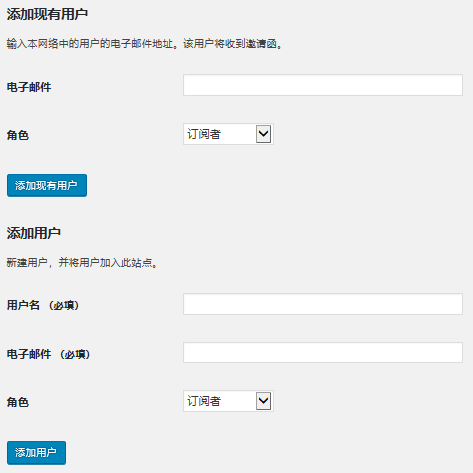 添加现有用户
输入本网络中的用户的电子邮件地址。该用户将收到邀请函。
电子邮件
角色 订阅者
添加现有用户
添加用户
新建用户，并将用户加入此站点。
用户名 （必填）
电子邮件 （必填）
角色 订阅者
添加用户